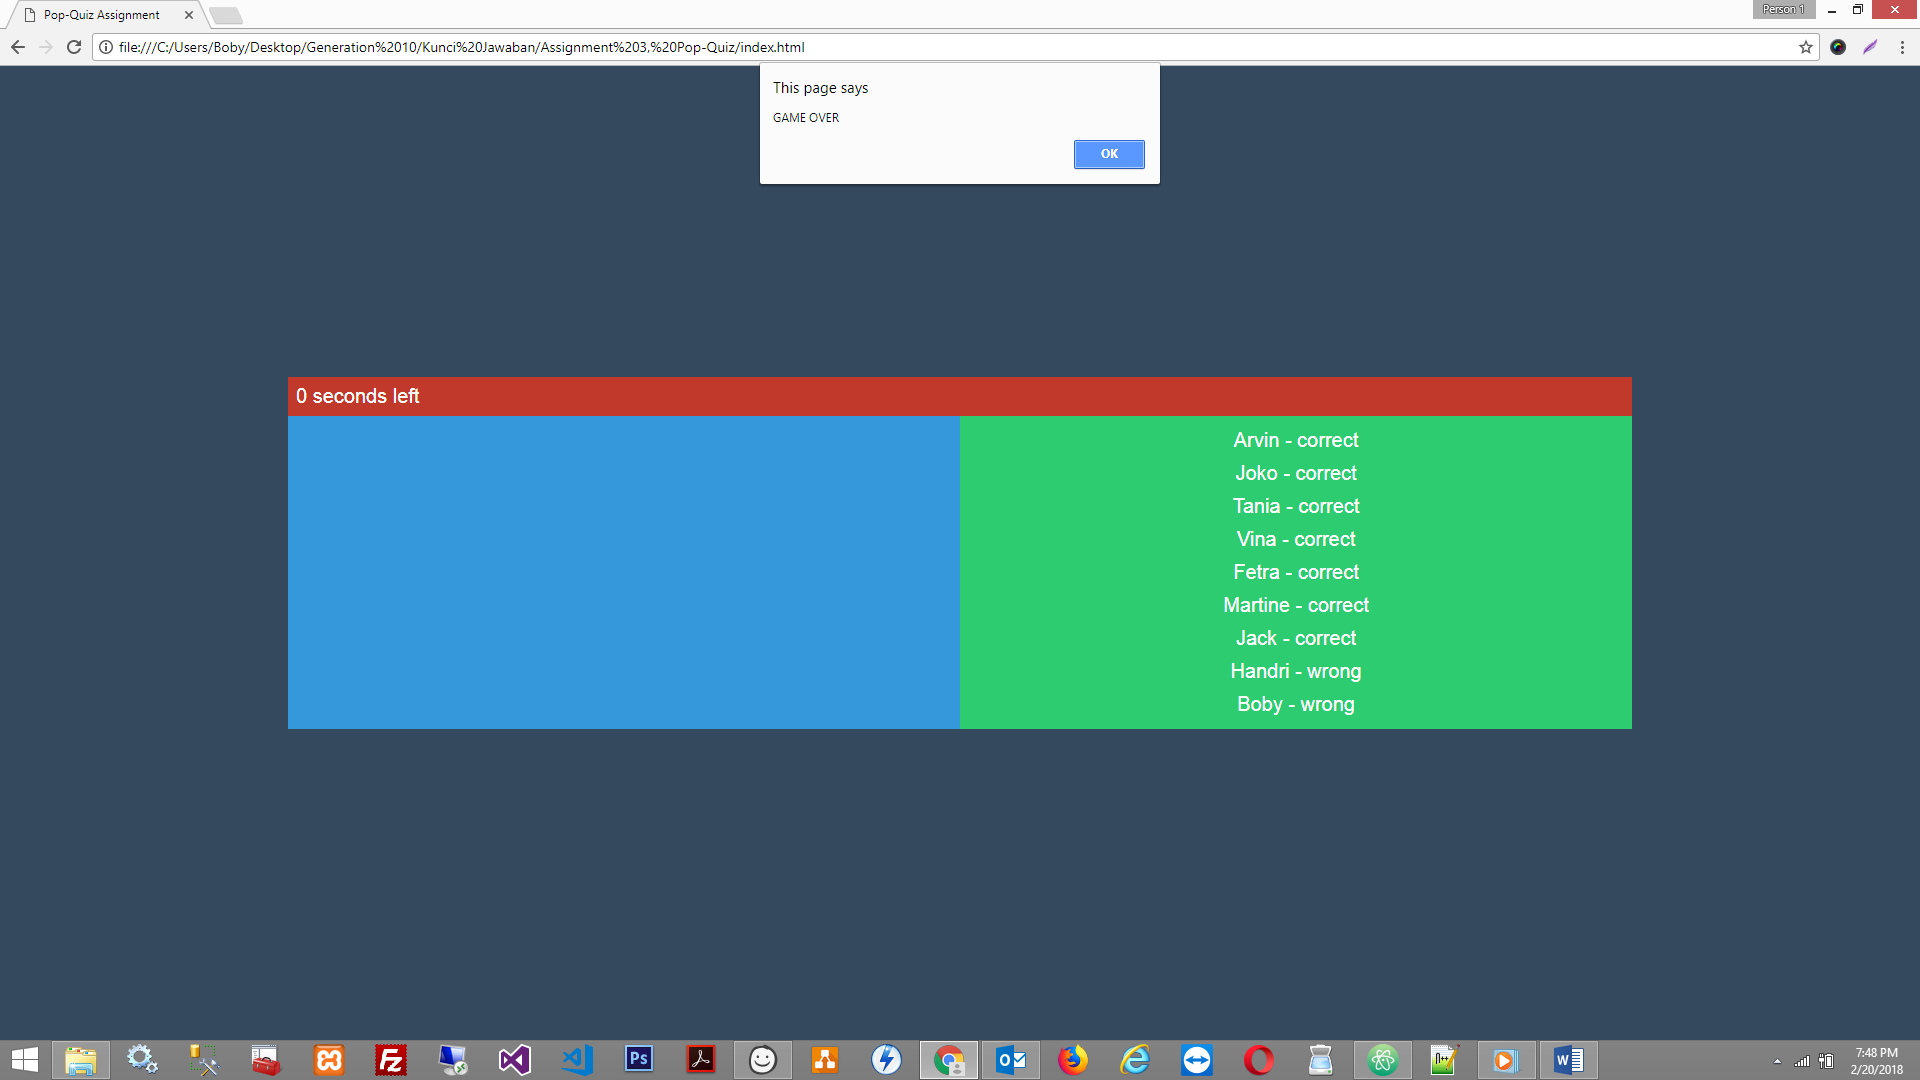 Pop-Quiz Assignment
Person 1
file:///C:/Users/Boby/Desktop/Generation%2010/Kunci%20Jawaban/Assignment%203,%20Pop-Quiz/index.html
This page says
GAME OVER
OK
0 seconds left
Arvin - correct
Joko - correct
Tania - correct
Vina - correct
Fetra - correct
Martine - correct
Jack - correct
Handri - wrong
Boby - wrong
Fz
Ps
7:48 PM
2/20/2018